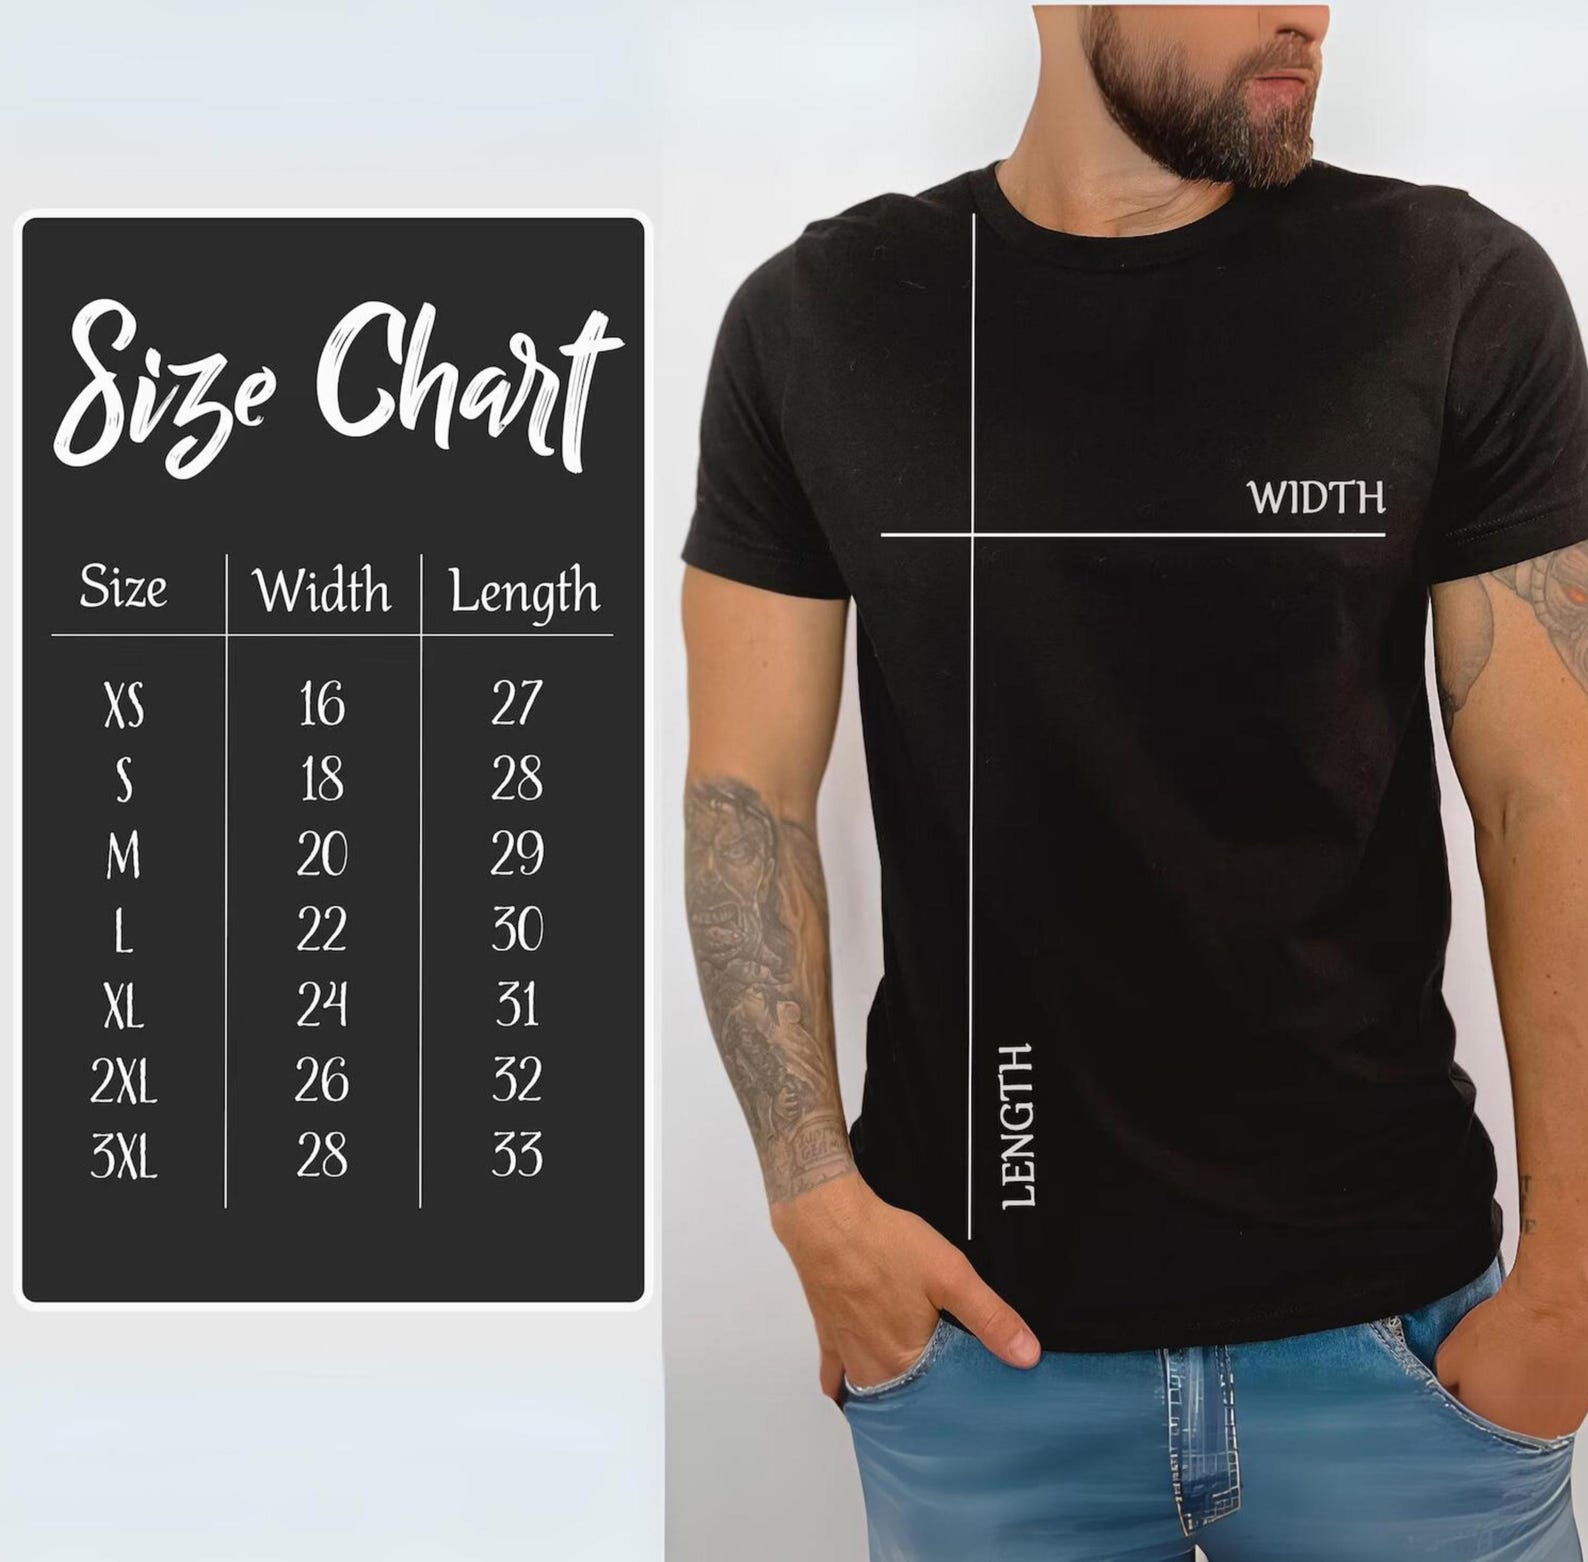 Size Chart
Size Width Length
XS 16 27
S 18 28
M 20 29
L 22 30
XL 24 31
2XL 26 32
3XL 28 33
WIDTH
LENGTH